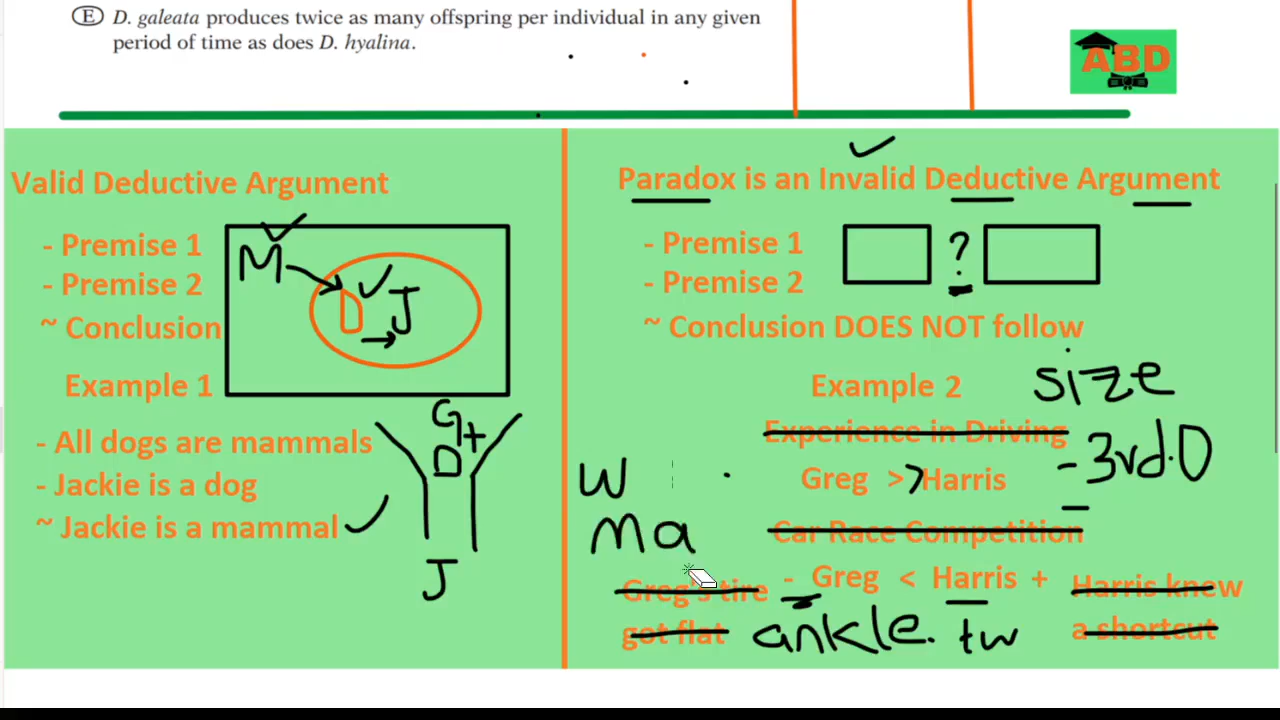 E D. galeata produces twice as many offspring per individual in any given
period of time as does D. hyalina.
ABD
Valid Deductive Argument
- Premise 1
- Premise 2
~ Conclusion
M
D
J
Example 1
- All dogs are mammals
- Jackie is a dog
~ Jackie is a mammal
G+
D
J
Paradox is an Invalid Deductive Argument
- Premise 1
- Premise 2
?
~ Conclusion DOES NOT follow
Example 2
size
Experience in Driving
Greg > Harris
- 3rd. D
W
Ma
Car Race Competition
Greg's tire
got flat
- Greg < Harris +
Harris knew
a shortcut
ankle. tw